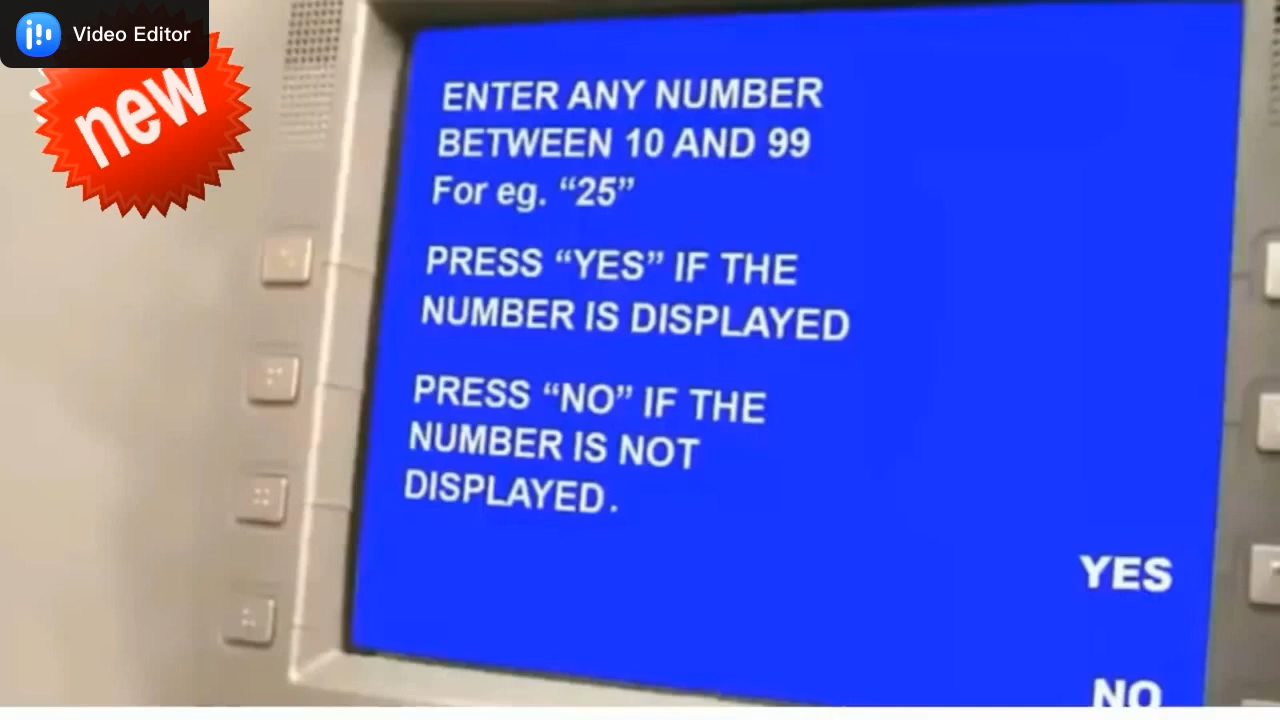 Video Editor
new
ENTER ANY NUMBER
BETWEEN 10 AND 99
For eg. “25”
PRESS “YES” IF THE
NUMBER IS DISPLAYED
PRESS “NO” IF THE
NUMBER IS NOT
DISPLAYED.
YES
NO